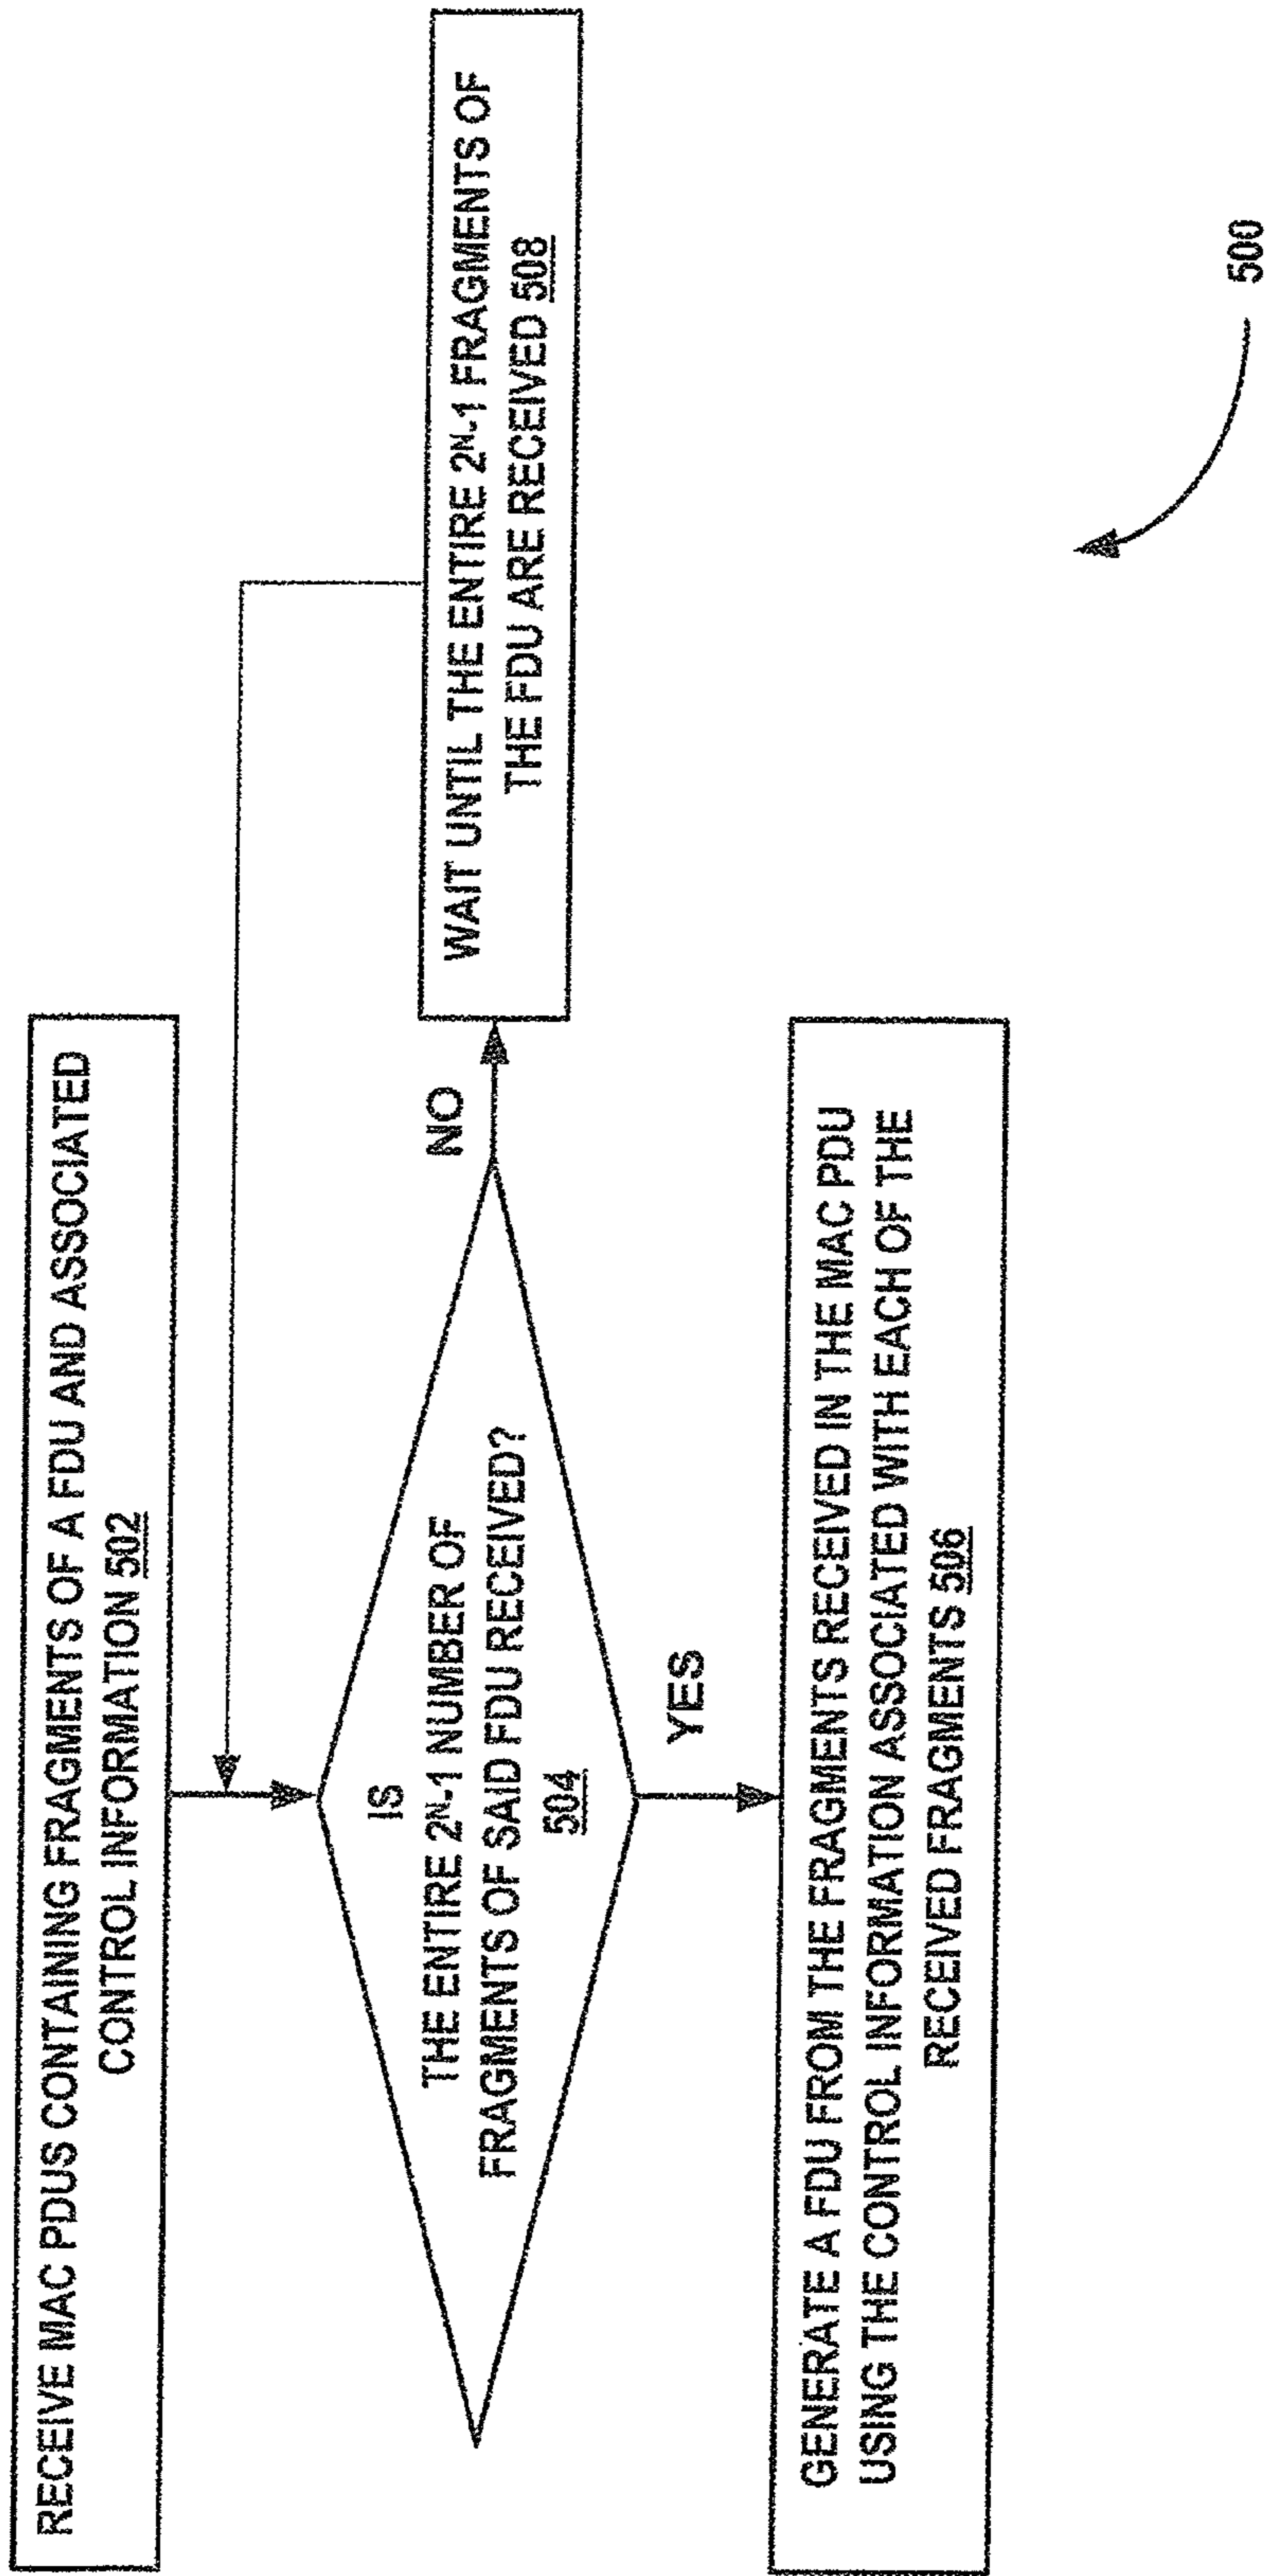 RECEIVE MAC PDUS CONTAINING FRAGMENTS OF A FDU AND ASSOCIATED
CONTROL INFORMATION 502
IS
THE ENTIRE 2ᴺ-1 NUMBER OF
FRAGMENTS OF SAID FDU RECEIVED?
504
NO
WAIT UNTIL THE ENTIRE 2ᴺ-1 FRAGMENTS OF
THE FDU ARE RECEIVED 508
YES
GENERATE A FDU FROM THE FRAGMENTS RECEIVED IN THE MAC PDU
USING THE CONTROL INFORMATION ASSOCIATED WITH EACH OF THE
RECEIVED FRAGMENTS 506
500